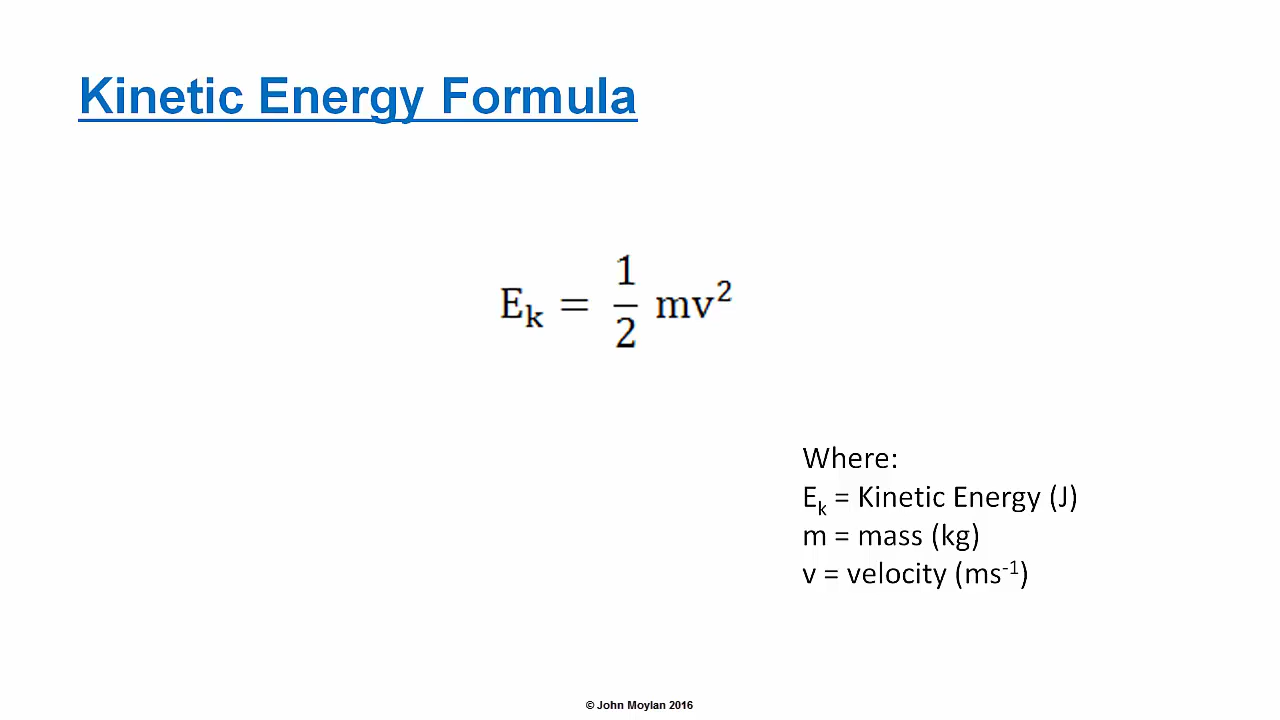 Kinetic Energy Formula
Eₖ = 1/2 mv²
Where:
Eₖ = Kinetic Energy (J)
m = mass (kg)
v = velocity (ms⁻¹)
© John Moylan 2016